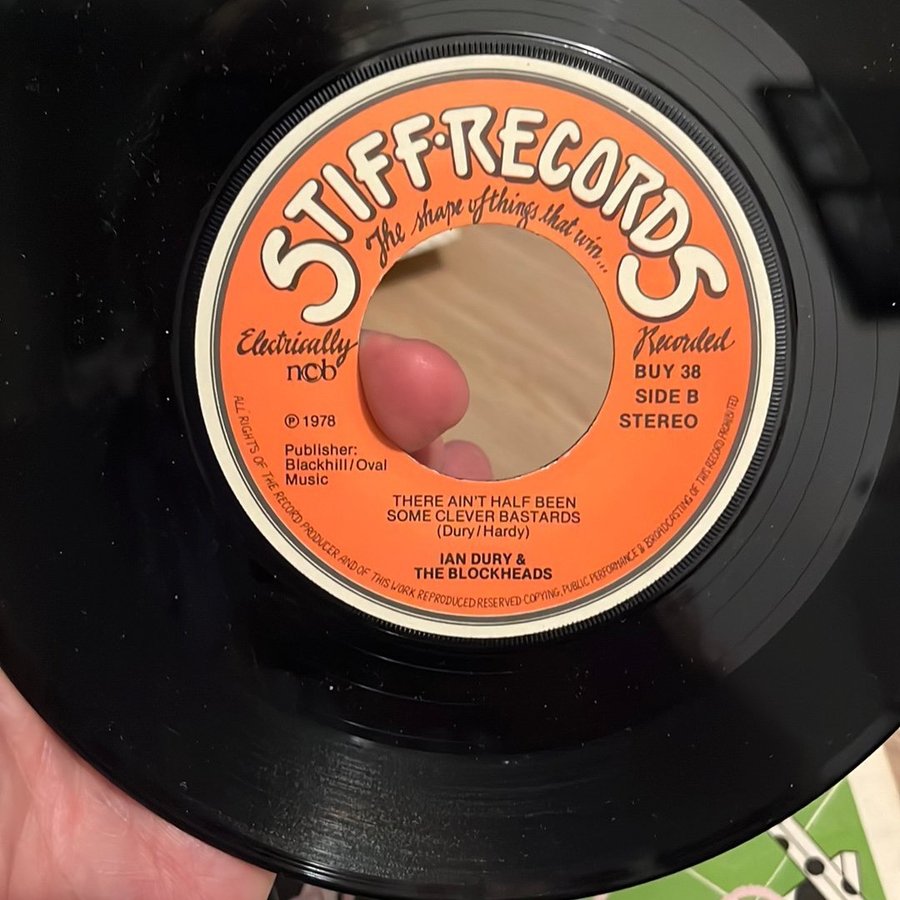 STIFF·RECORDS
The shape of things that win...
Electrically
Recorded
ncb
BUY 38
SIDE B
STEREO
℗ 1978
Publisher:
Blackhill/Oval
Music
THERE AIN'T HALF BEEN
SOME CLEVER BASTARDS
(Dury/Hardy)
IAN DURY &
THE BLOCKHEADS
ALL RIGHTS OF THE RECORD PRODUCER AND OF THIS WORK REPRODUCED RESERVED·COPYING, PUBLIC PERFORMANCE & BROADCASTING OF THIS RECORD PROHIBITED